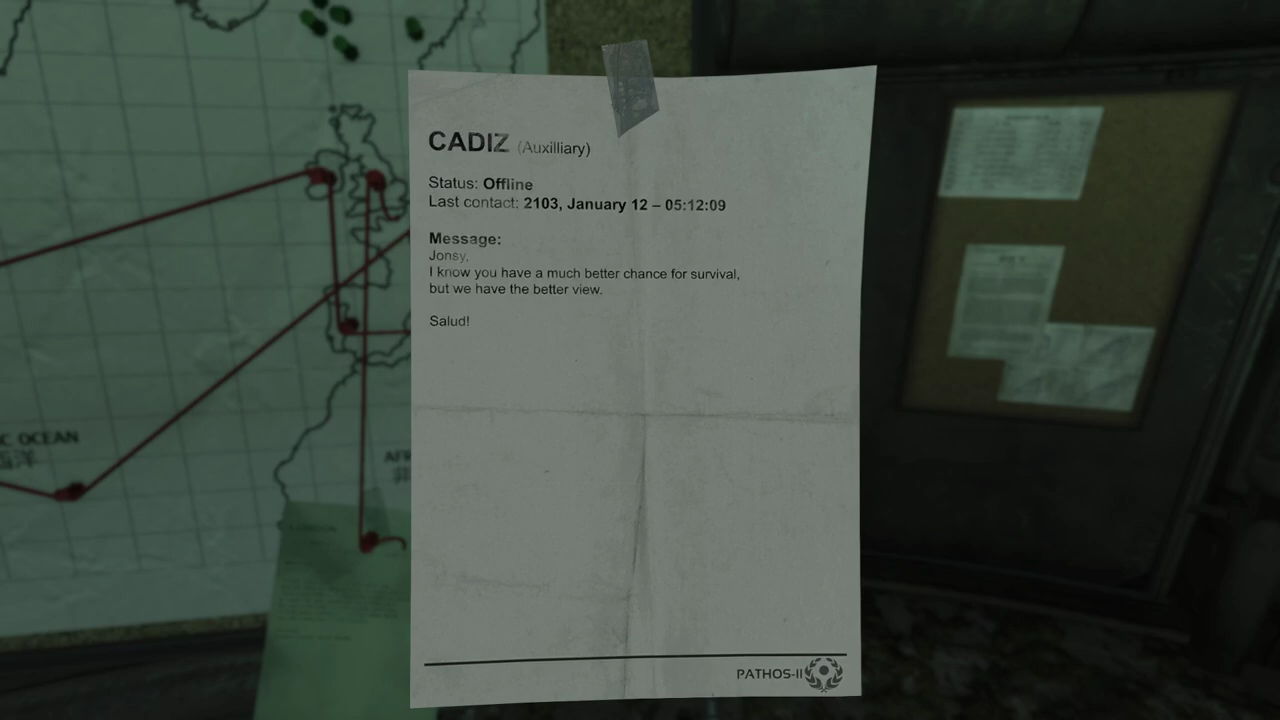 CADIZ (Auxilliary)
Status: Offline
Last contact: 2103, January 12 – 05:12:09
Message:
Jonsy,
I know you have a much better chance for survival,
but we have the better view.
Salud!
PATHOS-II
C OCEAN